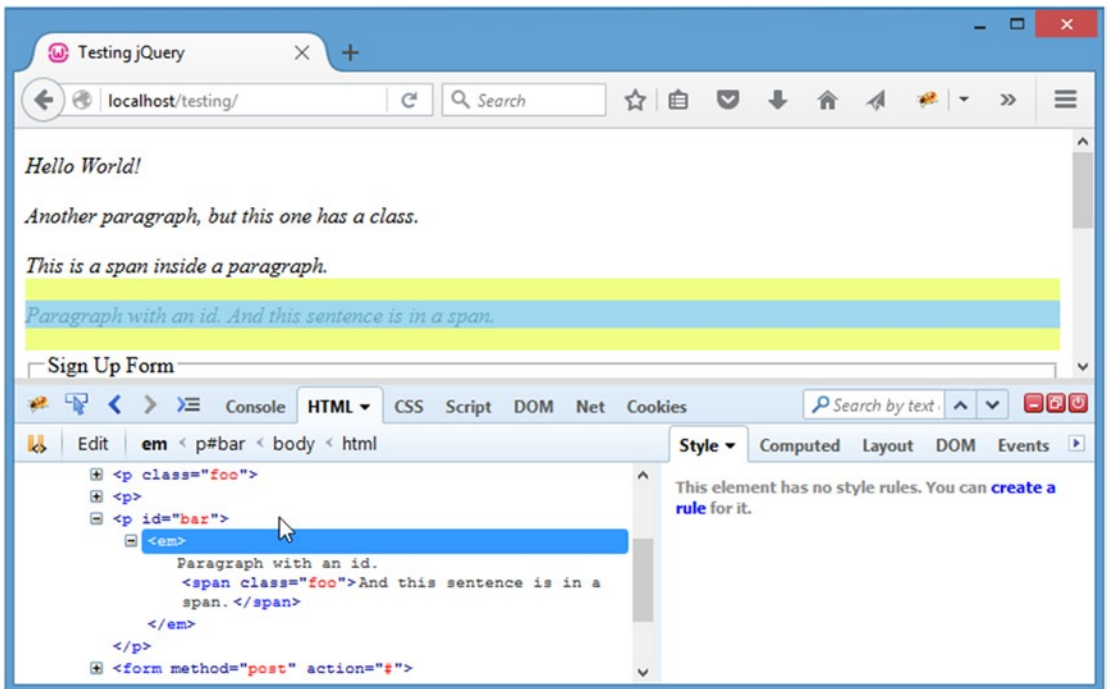 Testing jQuery
localhost/testing/
Search
Hello World!
Another paragraph, but this one has a class.
This is a span inside a paragraph.
Paragraph with an id. And this sentence is in a span.
Sign Up Form
Console HTML CSS Script DOM Net Cookies
Search by text
Edit em < p#bar < body < html
Style Computed Layout DOM Events
<p class="foo">
<p>
<p id="bar">
<em>
Paragraph with an id.
<span class="foo">And this sentence is in a
span.</span>
</em>
</p>
<form method="post" action="#">
This element has no style rules. You can create a
rule for it.